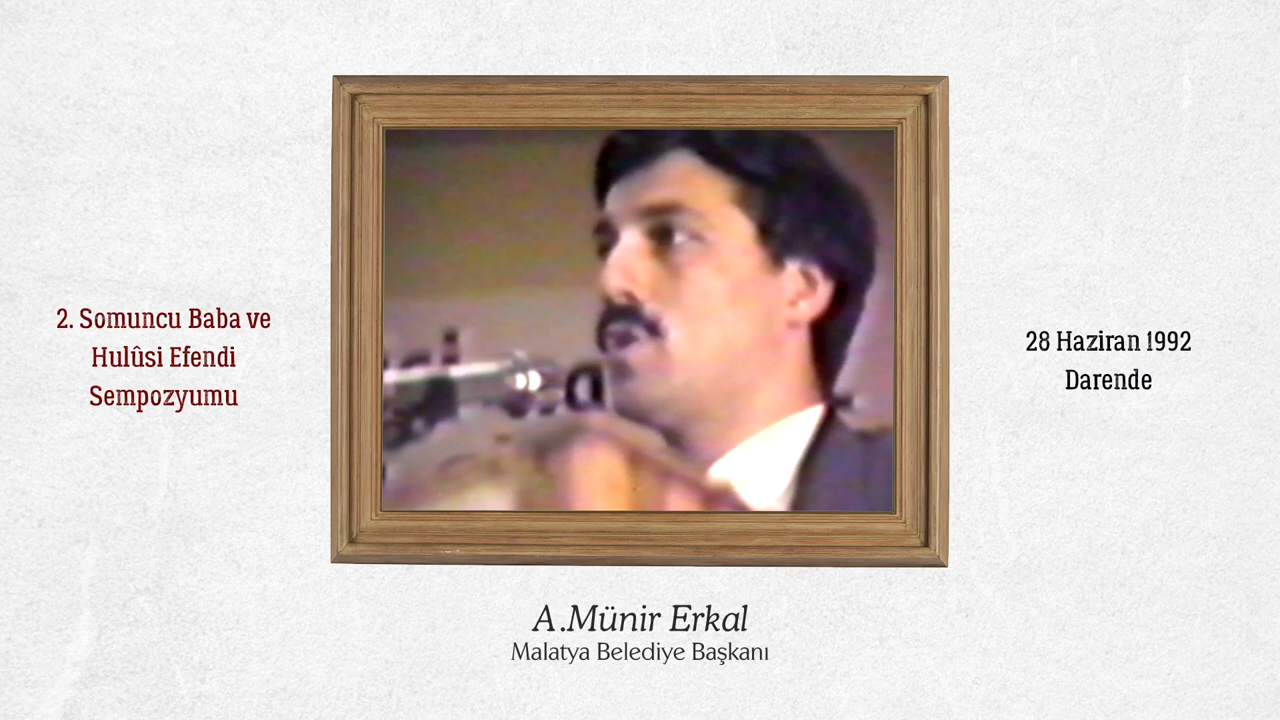 2. Somuncu Baba ve
Hulûsi Efendi
Sempozyumu
28 Haziran 1992
Darende
A.Münir Erkal
Malatya Belediye Başkanı